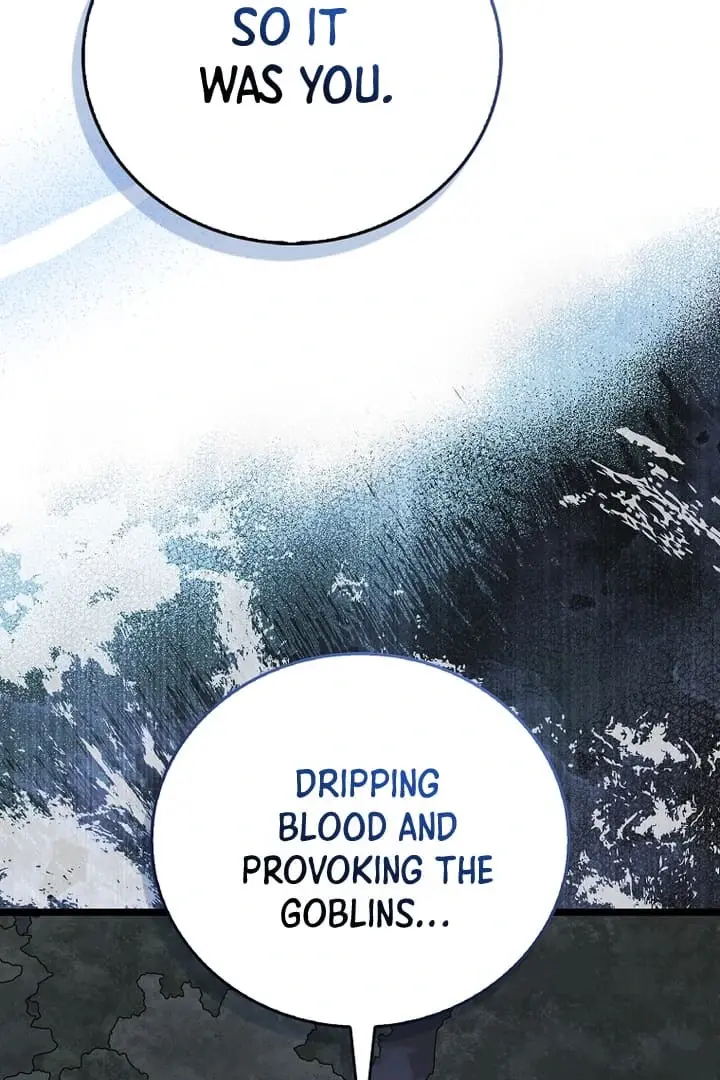 SO IT
WAS YOU.
DRIPPING
BLOOD AND
PROVOKING THE
GOBLINS...